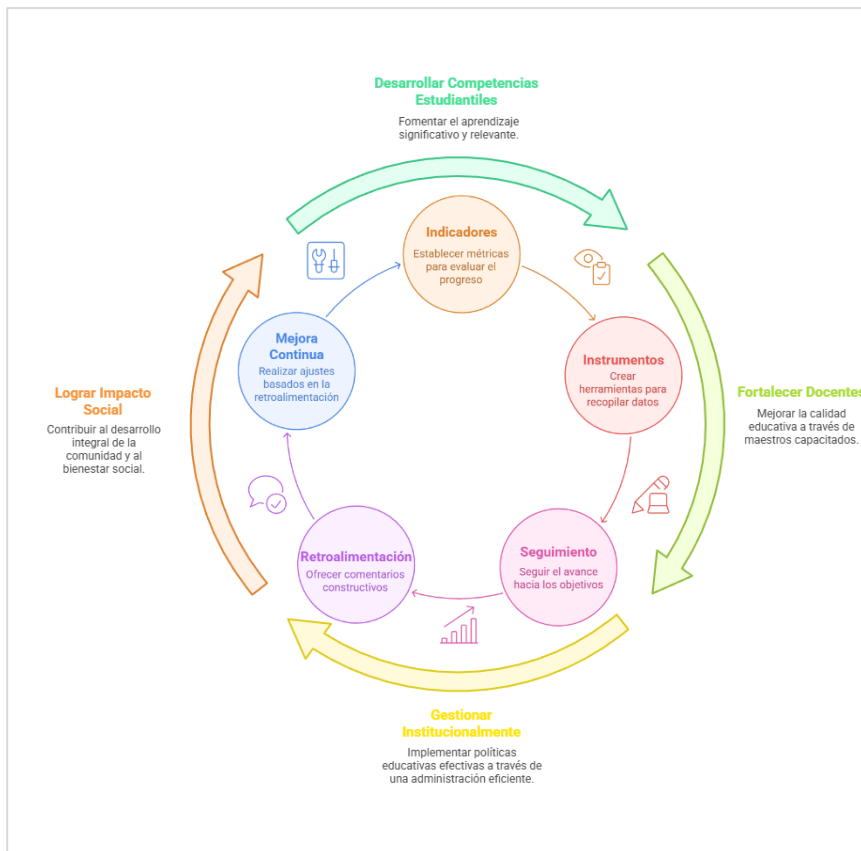 Desarrollar Competencias
Estudiantiles
Fomentar el aprendizaje
significativo y relevante.
Indicadores
Establecer métricas
para evaluar el
progreso
Mejora
Continua
Realizar ajustes
basados en la
retroalimentación
Instrumentos
Crear
herramientas para
recopilar datos
Lograr Impacto
Social
Contribuir al desarrollo
integral de la
comunidad y al
bienestar social.
Fortalecer Docentes
Mejorar la calidad
educativa a través de
maestros capacitados.
Retroalimentación
Ofrecer comentarios
constructivos
Seguimiento
Seguir el avance
hacia los objetivos
Gestionar
Institucionalmente
Implementar políticas
educativas efectivas a través de
una administración eficiente.